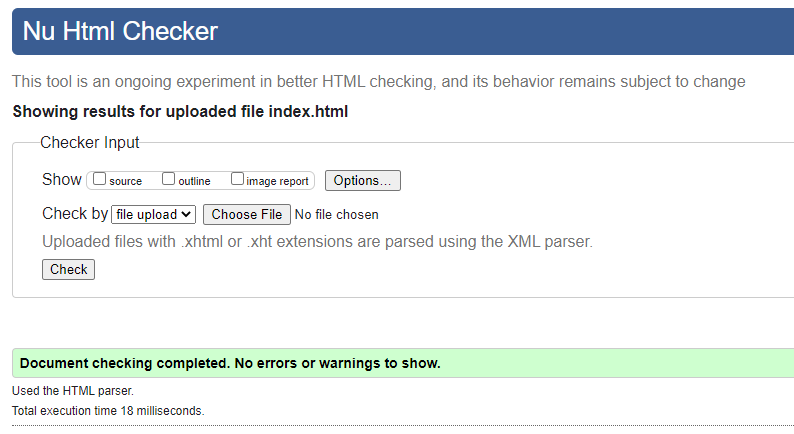 Nu Html Checker
This tool is an ongoing experiment in better HTML checking, and its behavior remains subject to change
Showing results for uploaded file index.html
Checker Input
Show source outline image report Options...
Check by file upload Choose File No file chosen
Uploaded files with .xhtml or .xht extensions are parsed using the XML parser.
Check
Document checking completed. No errors or warnings to show.
Used the HTML parser.
Total execution time 18 milliseconds.